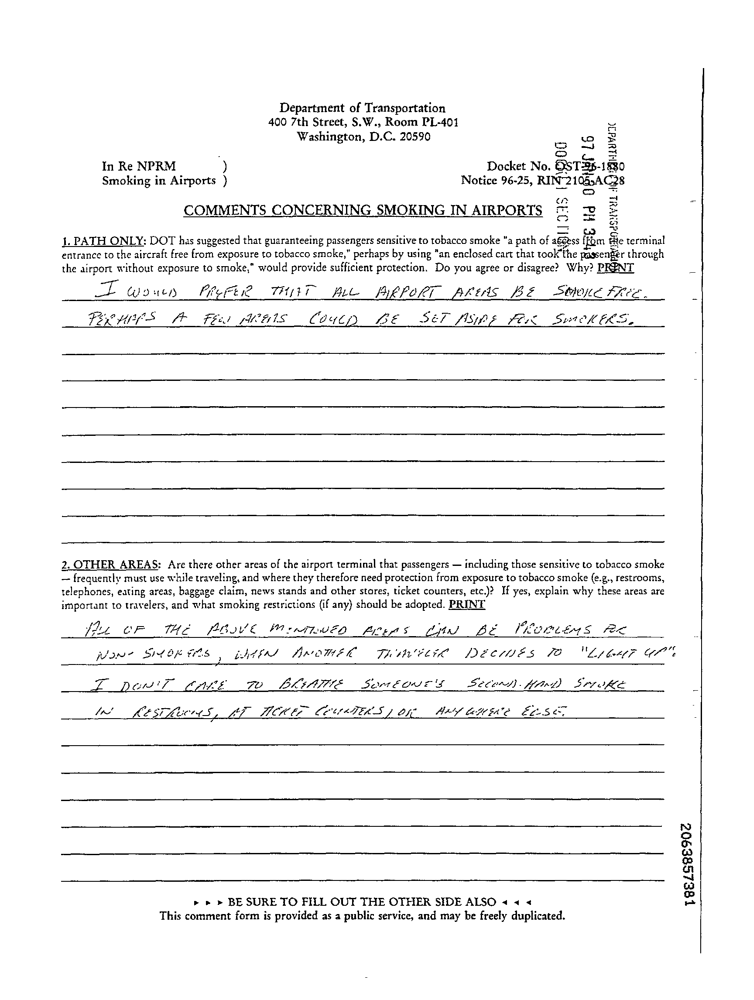 Department of Transportation
400 7th Street, S.W., Room PL-401
Washington, D.C. 20590
In Re NPRM )
Smoking in Airports )
Docket No. OST-96-1880
Notice 96-25, RIN 2105-AC28
COMMENTS CONCERNING SMOKING IN AIRPORTS
1. PATH ONLY: DOT has suggested that guaranteeing passengers sensitive to tobacco smoke "a path of access from the terminal
entrance to the aircraft free from exposure to tobacco smoke," perhaps by using "an enclosed cart that took the passenger through
the airport without exposure to smoke," would provide sufficient protection. Do you agree or disagree? Why? PRINT
I WOULD PREFER THAT ALL AIRPORT AREAS BE SMOKE FREE.
PERHAPS A FEW AREAS COULD BE SET ASIDE FOR SMOKERS.
2. OTHER AREAS: Are there other areas of the airport terminal that passengers — including those sensitive to tobacco smoke
— frequently must use while traveling, and where they therefore need protection from exposure to tobacco smoke (e.g., restrooms,
telephones, eating areas, baggage claim, news stands and other stores, ticket counters, etc.)? If yes, explain why these areas are
important to travelers, and what smoking restrictions (if any) should be adopted. PRINT
ALL OF THE ABOVE MENTIONED AREAS CAN BE PROBLEMS FOR
NON-SMOKERS, WHEN ANOTHER TRAVELER DECIDES TO "LIGHT UP".
I DON'T CARE TO BREATHE SOMEONE'S SECOND-HAND SMOKE
IN RESTROOMS, AT TICKET COUNTERS, OR ANYWHERE ELSE.
► ► ► BE SURE TO FILL OUT THE OTHER SIDE ALSO ◄ ◄ ◄
This comment form is provided as a public service, and may be freely duplicated.
2063857381